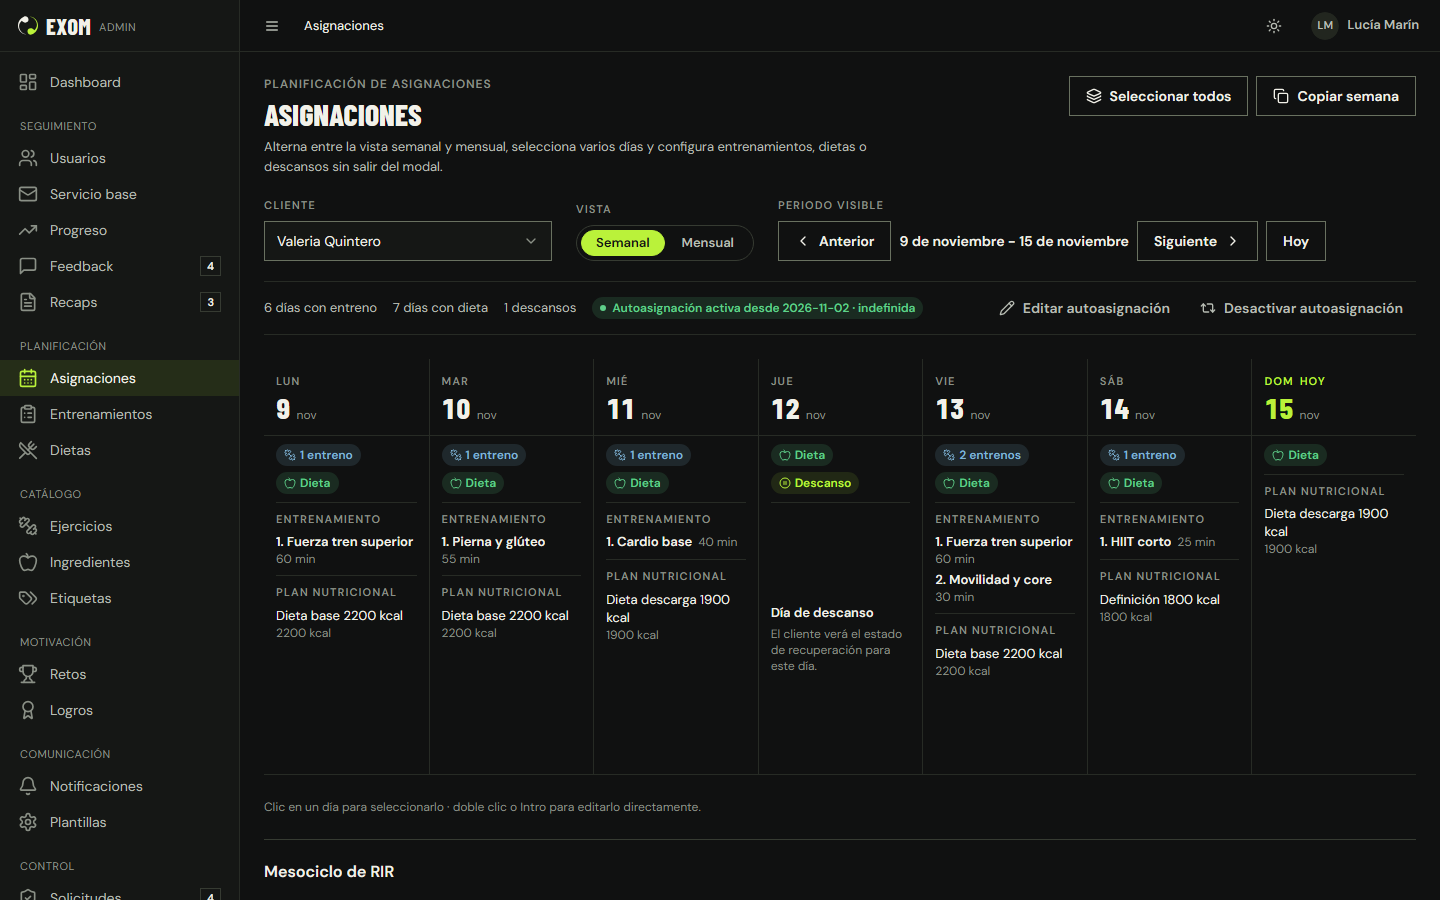 EXOM ADMIN
Asignaciones
LM Lucía Marín
Dashboard
SEGUIMIENTO
Usuarios
Servicio base
Progreso
Feedback 4
Recaps 3
PLANIFICACIÓN
Asignaciones
Entrenamientos
Dietas
CATÁLOGO
Ejercicios
Ingredientes
Etiquetas
MOTIVACIÓN
Retos
Logros
COMUNICACIÓN
Notificaciones
Plantillas
CONTROL
Solicitudes 4
PLANIFICACIÓN DE ASIGNACIONES
ASIGNACIONES
Alterna entre la vista semanal y mensual, selecciona varios días y configura entrenamientos, dietas o
descansos sin salir del modal.
Seleccionar todos
Copiar semana
CLIENTE
Valeria Quintero
VISTA
Semanal Mensual
PERIODO VISIBLE
Anterior 9 de noviembre - 15 de noviembre Siguiente Hoy
6 días con entreno 7 días con dieta 1 descansos Autoasignación activa desde 2026-11-02 · indefinida
Editar autoasignación Desactivar autoasignación
LUN
9 nov
1 entreno
Dieta
ENTRENAMIENTO
1. Fuerza tren superior
60 min
PLAN NUTRICIONAL
Dieta base 2200 kcal
2200 kcal
MAR
10 nov
1 entreno
Dieta
ENTRENAMIENTO
1. Pierna y glúteo
55 min
PLAN NUTRICIONAL
Dieta base 2200 kcal
2200 kcal
MIÉ
11 nov
1 entreno
Dieta
ENTRENAMIENTO
1. Cardio base 40 min
PLAN NUTRICIONAL
Dieta descarga 1900
kcal
1900 kcal
JUE
12 nov
Dieta
Descanso
Día de descanso
El cliente verá el estado
de recuperación para
este día.
VIE
13 nov
2 entrenos
Dieta
ENTRENAMIENTO
1. Fuerza tren superior
60 min
2. Movilidad y core
30 min
PLAN NUTRICIONAL
Dieta base 2200 kcal
2200 kcal
SÁB
14 nov
1 entreno
Dieta
ENTRENAMIENTO
1. HIIT corto 25 min
PLAN NUTRICIONAL
Definición 1800 kcal
1800 kcal
DOM HOY
15 nov
Dieta
PLAN NUTRICIONAL
Dieta descarga 1900
kcal
1900 kcal
Clic en un día para seleccionarlo · doble clic o Intro para editarlo directamente.
Mesociclo de RIR